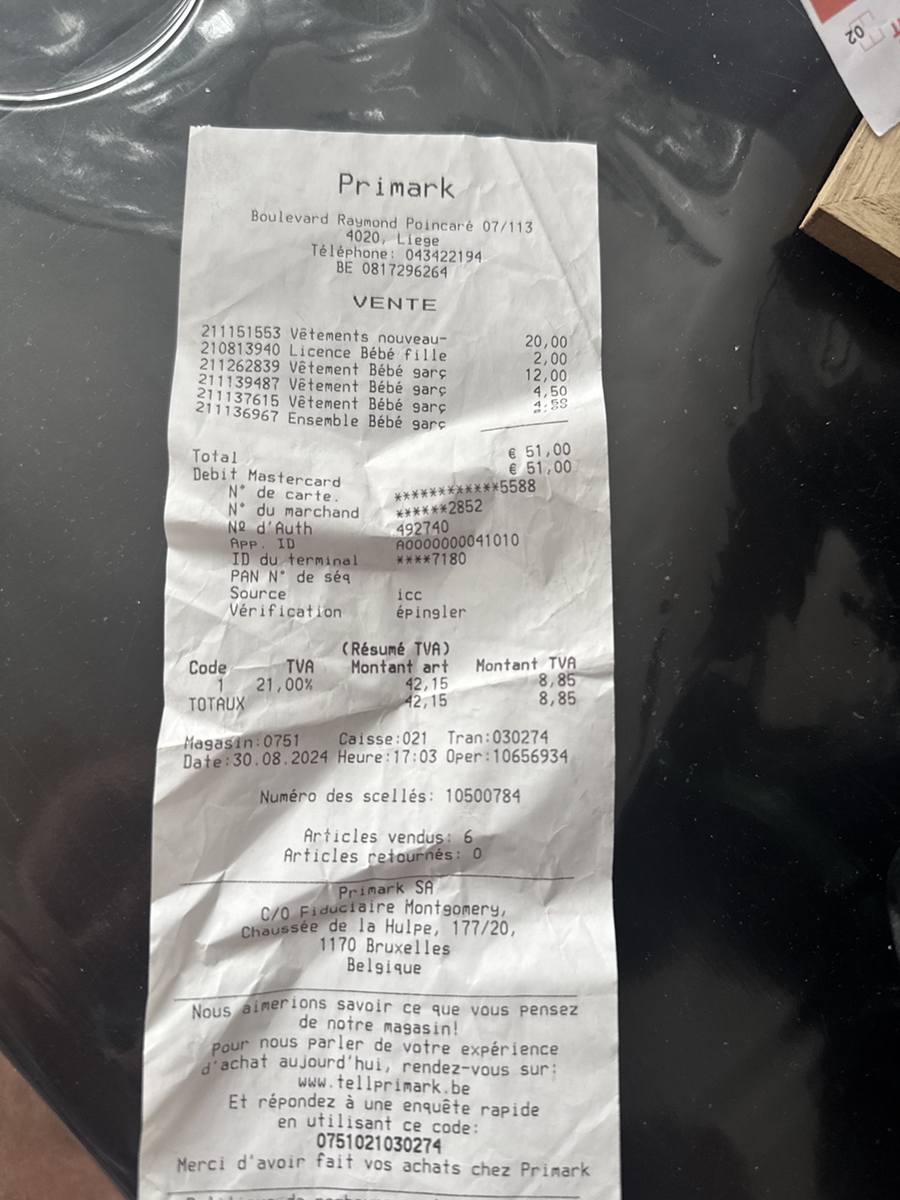 Primark
Boulevard Raymond Poincaré 07/113
4020, Liege
Téléphone: 043422194
BE 0817296264
VENTE
211151553 Vêtements nouveau- 20,00
210813940 Licence Bébé fille 2,00
211262839 Vêtement Bébé garç 12,00
211139487 Vêtement Bébé garç 4,50
211137615 Vêtement Bébé garç 4,50
211136967 Ensemble Bébé garç
Total € 51,00
Debit Mastercard € 51,00
N° de carte. ************5588
N° du marchand ******2852
Nº d'Auth 492740
App. ID A0000000041010
ID du terminal ****7180
PAN N° de séq
Source icc
Vérification épingler
(Résumé TVA)
Code TVA Montant art Montant TVA
1 21,00% 42,15 8,85
TOTAUX 42,15 8,85
Magasin:0751 Caisse:021 Tran:030274
Date:30.08.2024 Heure:17:03 Oper:10656934
Numéro des scellés: 10500784
Articles vendus: 6
Articles retournés: 0
Primark SA
C/O Fiduciaire Montgomery,
Chaussée de la Hulpe, 177/20,
1170 Bruxelles
Belgique
Nous aimerions savoir ce que vous pensez
de notre magasin!
Pour nous parler de votre expérience
d'achat aujourd'hui, rendez-vous sur:
www.tellprimark.be
Et répondez à une enquête rapide
en utilisant ce code:
0751021030274
Merci d'avoir fait vos achats chez Primark
02